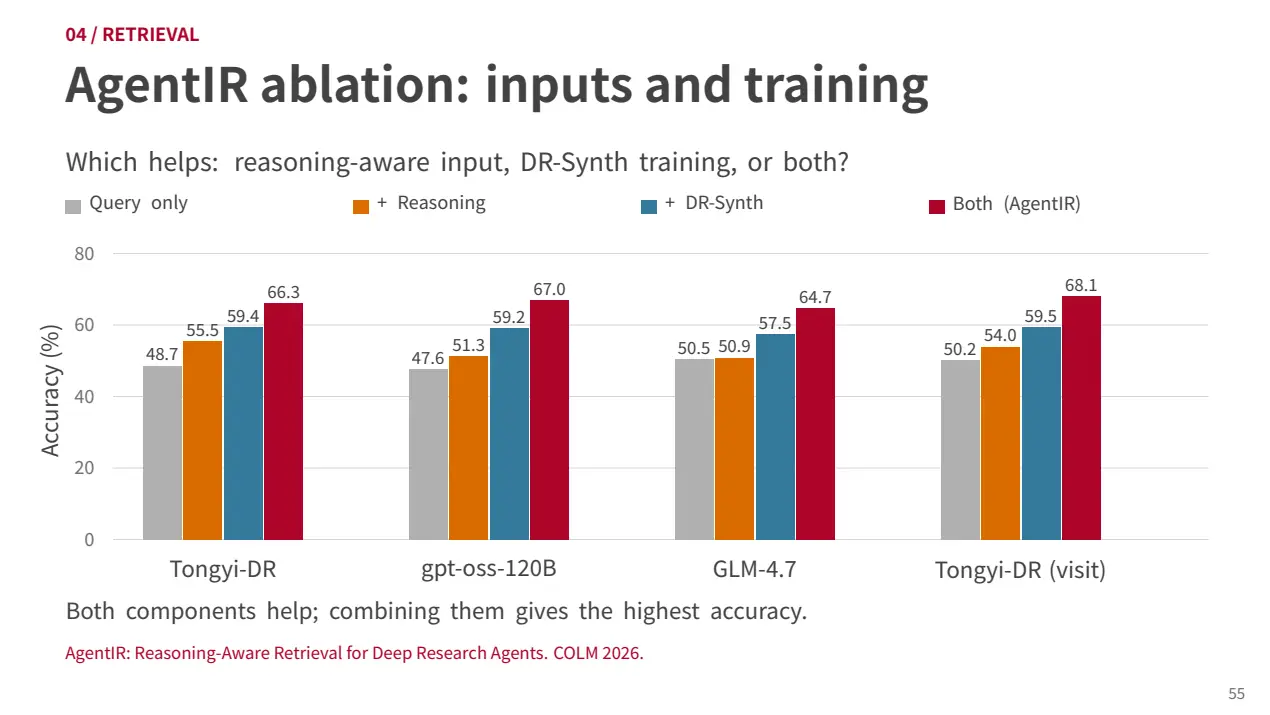 04 / RETRIEVAL
AgentIR ablation: inputs and training
Which helps: reasoning-aware input, DR-Synth training, or both?
Query only + Reasoning + DR-Synth Both (AgentIR)
Accuracy (%)
80
60
40
20
0
48.7 55.5 59.4 66.3
47.6 51.3 59.2 67.0
50.5 50.9 57.5 64.7
50.2 54.0 59.5 68.1
Tongyi-DR gpt-oss-120B GLM-4.7 Tongyi-DR (visit)
Both components help; combining them gives the highest accuracy.
AgentIR: Reasoning-Aware Retrieval for Deep Research Agents. COLM 2026.
55